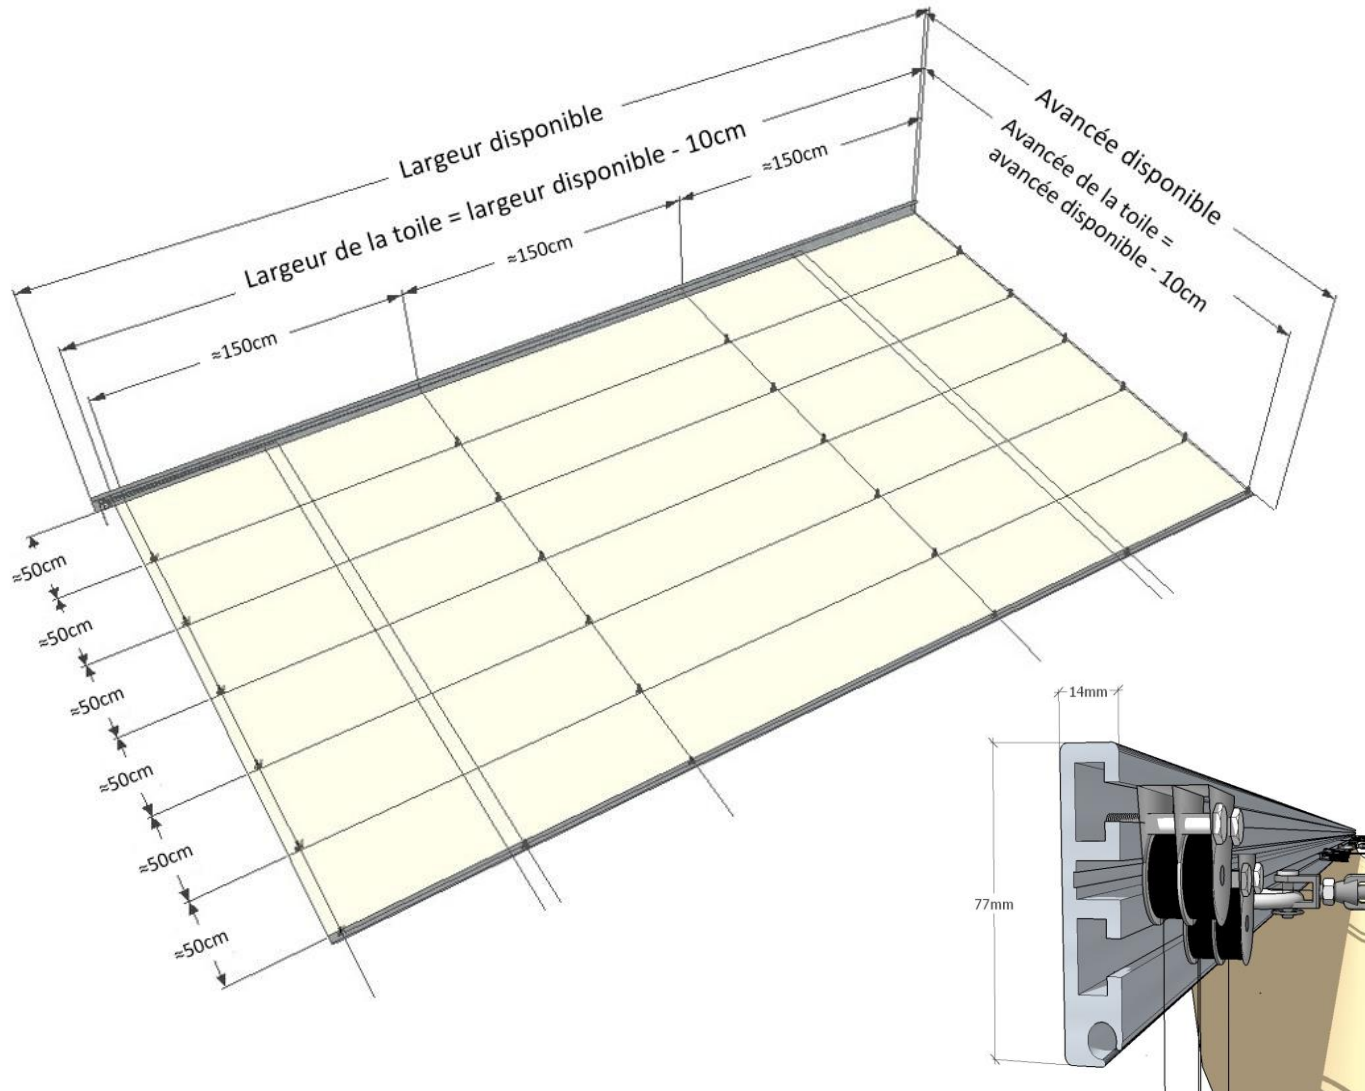 Largeur disponible
Largeur de la toile = largeur disponible - 10cm
≈150cm
≈150cm
≈150cm
Avancée disponible
Avancée de la toile =
avancée disponible - 10cm
≈50cm
≈50cm
≈50cm
≈50cm
≈50cm
≈50cm
14mm
77mm